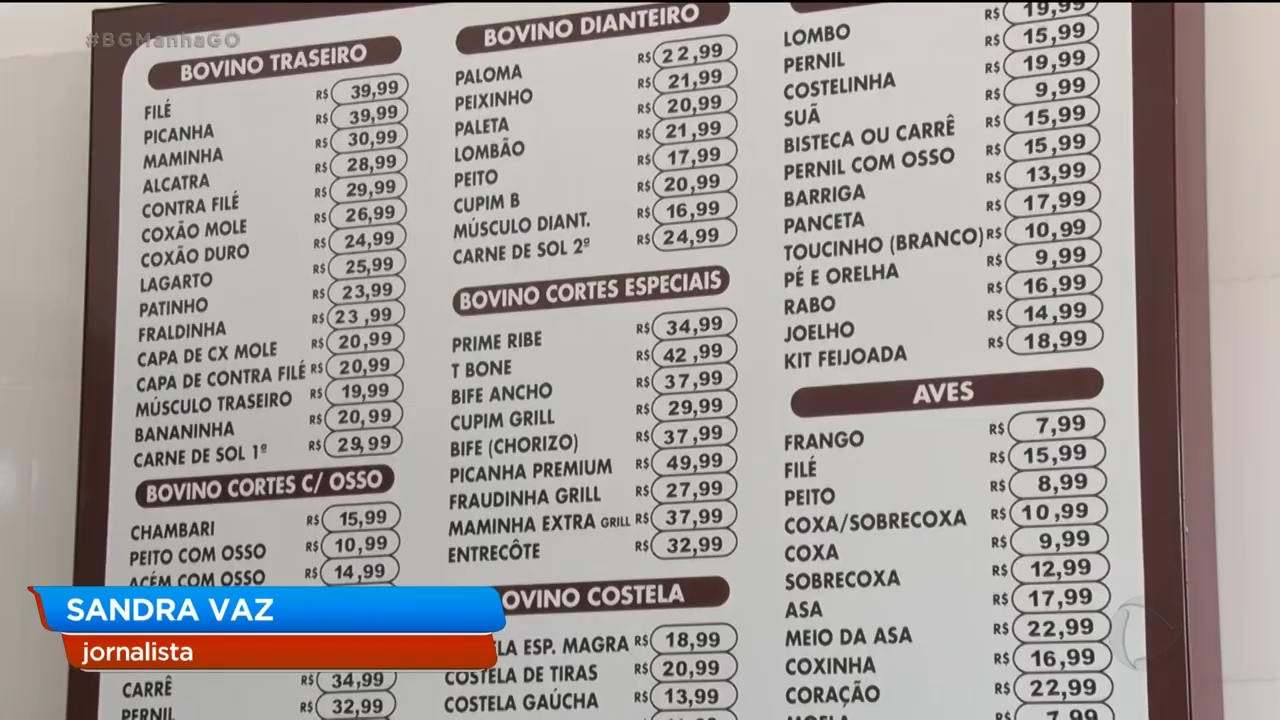 #BGManhaGO
BOVINO TRASEIRO
FILÉ R$ 39,99
PICANHA R$ 39,99
MAMINHA R$ 30,99
ALCATRA R$ 28,99
CONTRA FILÉ R$ 29,99
COXÃO MOLE R$ 26,99
COXÃO DURO R$ 24,99
LAGARTO R$ 25,99
PATINHO R$ 23,99
FRALDINHA R$ 23,99
CAPA DE CX MOLE R$ 20,99
CAPA DE CONTRA FILÉ R$ 20,99
MÚSCULO TRASEIRO R$ 19,99
BANANINHA R$ 20,99
CARNE DE SOL 1ª R$ 29,99
BOVINO CORTES C/ OSSO
CHAMBARI R$ 15,99
PEITO COM OSSO R$ 10,99
ACÉM COM OSSO R$ 14,99
CARRÊ R$ 34,99
PERNIL R$ 32,99
BOVINO DIANTEIRO
PALOMA R$ 22,99
PEIXINHO R$ 21,99
PALETA R$ 20,99
LOMBÃO R$ 21,99
PEITO R$ 17,99
CUPIM B R$ 20,99
MÚSCULO DIANT. R$ 16,99
CARNE DE SOL 2ª R$ 24,99
BOVINO CORTES ESPECIAIS
PRIME RIBE R$ 34,99
T BONE R$ 42,99
BIFE ANCHO R$ 37,99
CUPIM GRILL R$ 29,99
BIFE (CHORIZO) R$ 37,99
PICANHA PREMIUM R$ 49,99
FRAUDINHA GRILL R$ 27,99
MAMINHA EXTRA GRILL R$ 37,99
ENTRECÔTE R$ 32,99
OVINO COSTELA
LA ESP. MAGRA R$ 18,99
COSTELA DE TIRAS R$ 20,99
COSTELA GAÚCHA R$ 13,99
LOMBO R$ 19,99
PERNIL R$ 15,99
COSTELINHA R$ 19,99
SUÃ R$ 9,99
BISTECA OU CARRÊ R$ 15,99
PERNIL COM OSSO R$ 15,99
BARRIGA R$ 13,99
PANCETA R$ 17,99
TOUCINHO (BRANCO) R$ 10,99
PÉ E ORELHA R$ 9,99
RABO R$ 16,99
JOELHO R$ 14,99
KIT FEIJOADA R$ 18,99
AVES
FRANGO R$ 7,99
FILÉ R$ 15,99
PEITO R$ 8,99
COXA/SOBRECOXA R$ 10,99
COXA R$ 9,99
SOBRECOXA R$ 12,99
ASA R$ 17,99
MEIO DA ASA R$ 22,99
COXINHA R$ 16,99
CORAÇÃO R$ 22,99
MOELA 7,99
SANDRA VAZ
jornalista